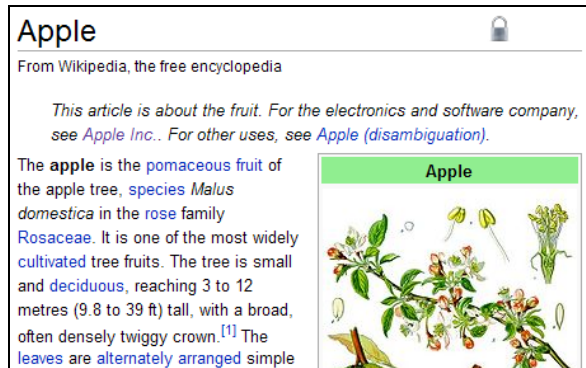 Apple
From Wikipedia, the free encyclopedia
This article is about the fruit. For the electronics and software company,
see Apple Inc.. For other uses, see Apple (disambiguation).
The apple is the pomaceous fruit of
the apple tree, species Malus
domestica in the rose family
Rosaceae. It is one of the most widely
cultivated tree fruits. The tree is small
and deciduous, reaching 3 to 12
metres (9.8 to 39 ft) tall, with a broad,
often densely twiggy crown.[1] The
leaves are alternately arranged simple
Apple